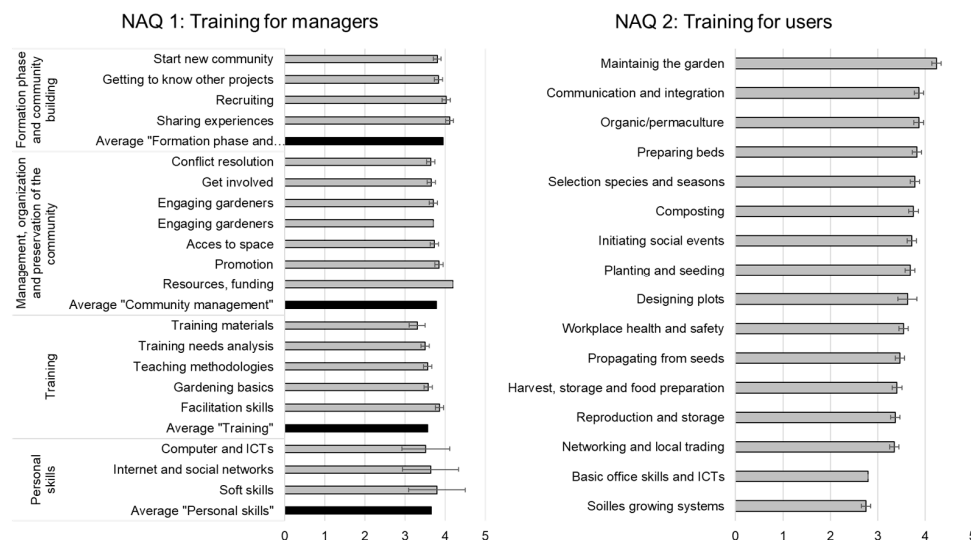 NAQ 1: Training for managers
Formation phase
and community
building
Start new community
Getting to know other projects
Recruiting
Sharing experiences
Average "Formation phase and...
Management, organization
and preservation of the
community
Conflict resolution
Get involved
Engaging gardeners
Engaging gardeners
Acces to space
Promotion
Resources, funding
Average "Community management"
Training
Training materials
Training needs analysis
Teaching methodologies
Gardening basics
Facilitation skills
Average "Training"
Personal
skills
Computer and ICTs
Internet and social networks
Soft skills
Average "Personal skills"
0 1 2 3 4 5
NAQ 2: Training for users
Maintainig the garden
Communication and integration
Organic/permaculture
Preparing beds
Selection species and seasons
Composting
Initiating social events
Planting and seeding
Designing plots
Workplace health and safety
Propagating from seeds
Harvest, storage and food preparation
Reproduction and storage
Networking and local trading
Basic office skills and ICTs
Soilles growing systems
0 1 2 3 4 5